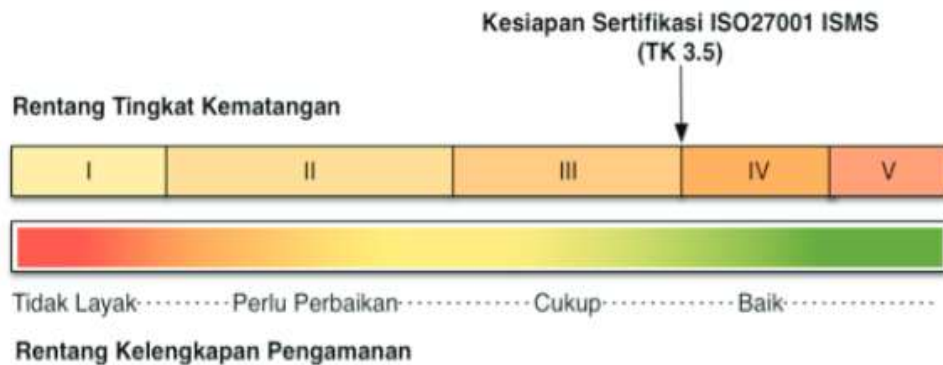 Kesiapan Sertifikasi ISO27001 ISMS
(TK 3.5)
Rentang Tingkat Kematangan
I II III IV V
Tidak Layak·········Perlu Perbaikan············Cukup············Baik·············
Rentang Kelengkapan Pengamanan